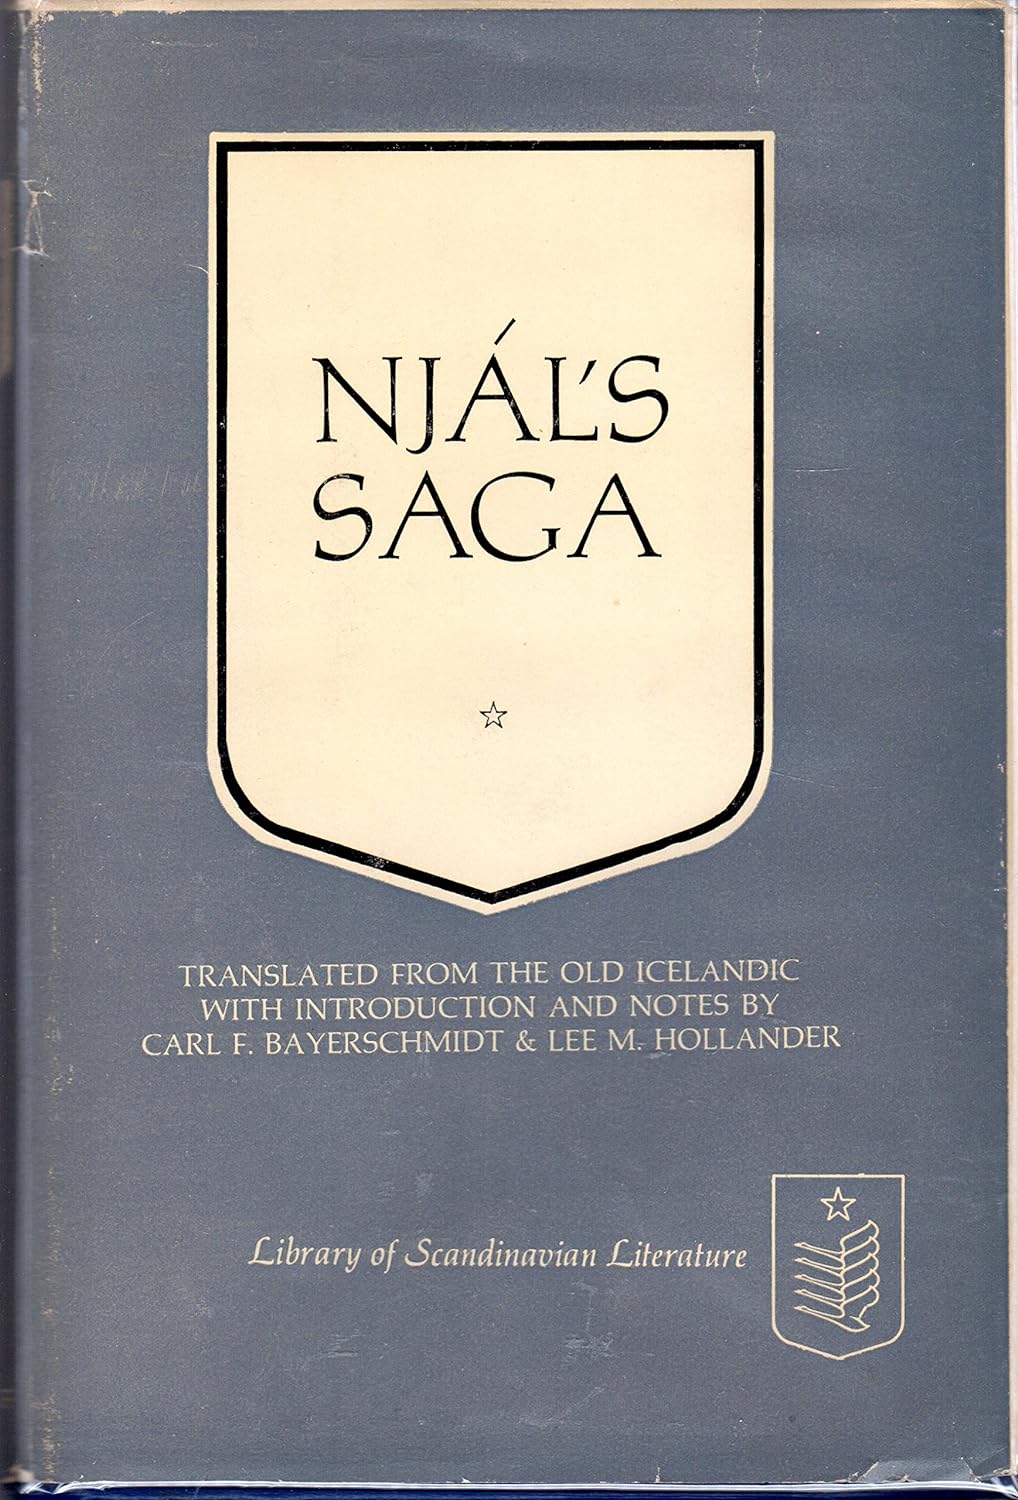 NJÁL'S
SAGA
TRANSLATED FROM THE OLD ICELANDIC
WITH INTRODUCTION AND NOTES BY
CARL F. BAYERSCHMIDT & LEE M. HOLLANDER
Library of Scandinavian Literature